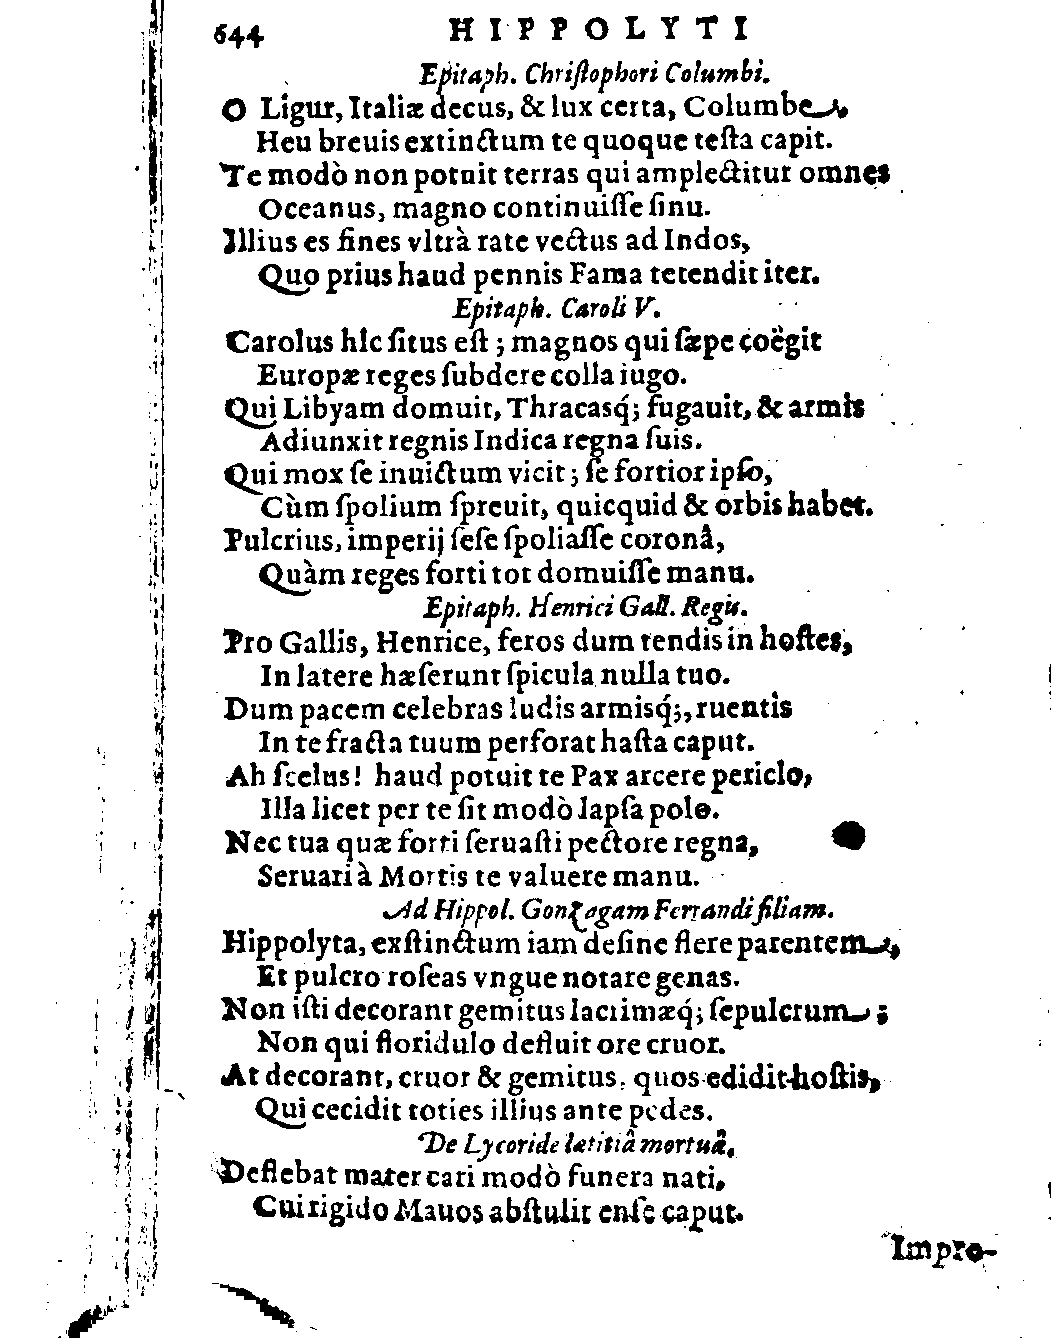 644 HIPPOLYTI
Epitaph. Chriſtophori Columbi.
O Ligur, Italiæ decus, & lux certa, Columbe,
Heu breuis extinctum te quoque teſta capit.
Te modò non potuit terras qui amplectitur omnes
Oceanus, magno continuiſſe ſinu.
Illius es fines vltrà rate vectus ad Indos,
Quo prius haud pennis Fama tetendit iter.
Epitaph. Caroli V.
Carolus hîc ſitus eſt ; magnos qui ſæpe coëgit
Europæ reges ſubdere colla iugo.
Qui Libyam domuit, Thracasq́; fugauit, & armis
Adiunxit regnis Indica regna ſuis.
Qui mox ſe inuictum vicit ; ſe fortior ipſo,
Cùm ſpolium ſpreuit, quicquid & orbis habet.
Pulcrius, imperij ſeſe ſpoliaſſe coronâ,
Quàm reges forti tot domuiſſe manu.
Epitaph. Henrici Gall. Regis.
Pro Gallis, Henrice, feros dum tendis in hoſtes,
In latere hæſerunt ſpicula nulla tuo.
Dum pacem celebras ludis armisq́;, ruentis
In te fracta tuum perforat haſta caput.
Ah ſcelus! haud potuit te Pax arcere periclo,
Illa licet per te ſit modò lapſa polo.
Nec tua quæ forti ſeruaſti pectore regna,
Seruari à Mortis te valuere manu.
Ad Hippol. Gonzagam Ferrandi filiam.
Hippolyta, exſtinctum iam deſine flere parentem,
Et pulcro roſeas vngue notare genas.
Non iſti decorant gemitus lacrimæq́; ſepulcrum ;
Non qui floridulo defluit ore cruor.
At decorant, cruor & gemitus, quos edidit hoſtis,
Qui cecidit toties illius ante pedes.
De Lycoride lætitiâ mortuâ.
Deflebat mater cari modò funera nati,
Cui rigido Mauos abſtulit enſe caput.
Impro-